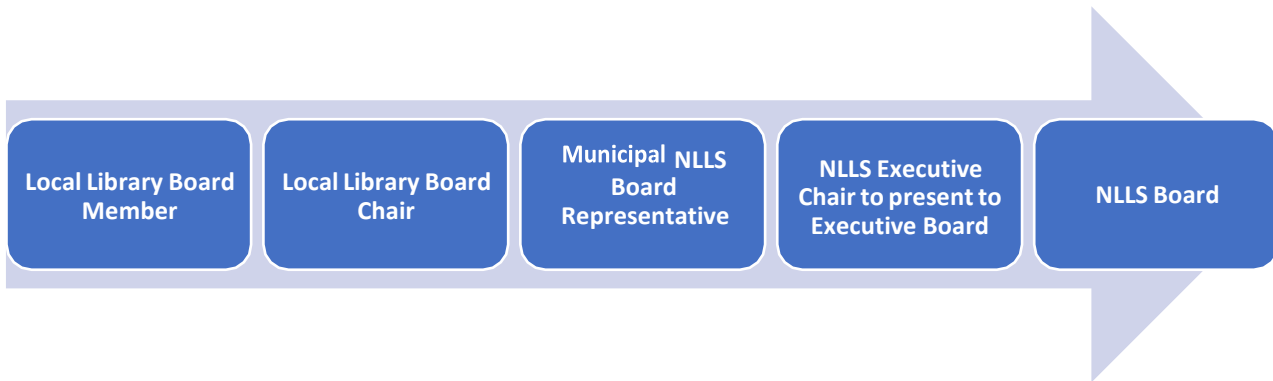 Local Library Board
Member
Local Library Board
Chair
Municipal NLLS
Board
Representative
NLLS Executive
Chair to present to
Executive Board
NLLS Board